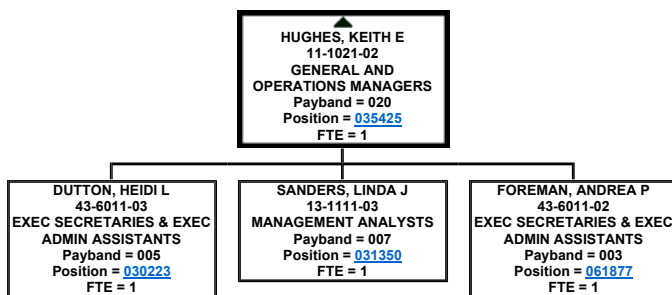 HUGHES, KEITH E
11-1021-02
GENERAL AND
OPERATIONS MANAGERS
Payband = 020
Position = 035425
FTE = 1
DUTTON, HEIDI L
43-6011-03
EXEC SECRETARIES & EXEC
ADMIN ASSISTANTS
Payband = 005
Position = 030223
FTE = 1
SANDERS, LINDA J
13-1111-03
MANAGEMENT ANALYSTS
Payband = 007
Position = 031350
FTE = 1
FOREMAN, ANDREA P
43-6011-02
EXEC SECRETARIES & EXEC
ADMIN ASSISTANTS
Payband = 003
Position = 061877
FTE = 1